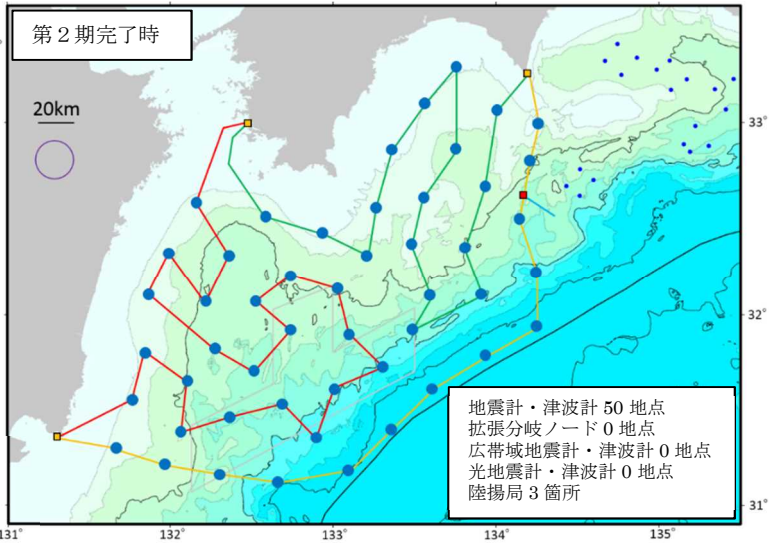 第２期完了時
20km
33°
32°
31°
131°
132°
133°
134°
135°
地震計・津波計 50 地点
拡張分岐ノード 0 地点
広帯域地震計・津波計 0 地点
光地震計・津波計 0 地点
陸揚局 3 箇所